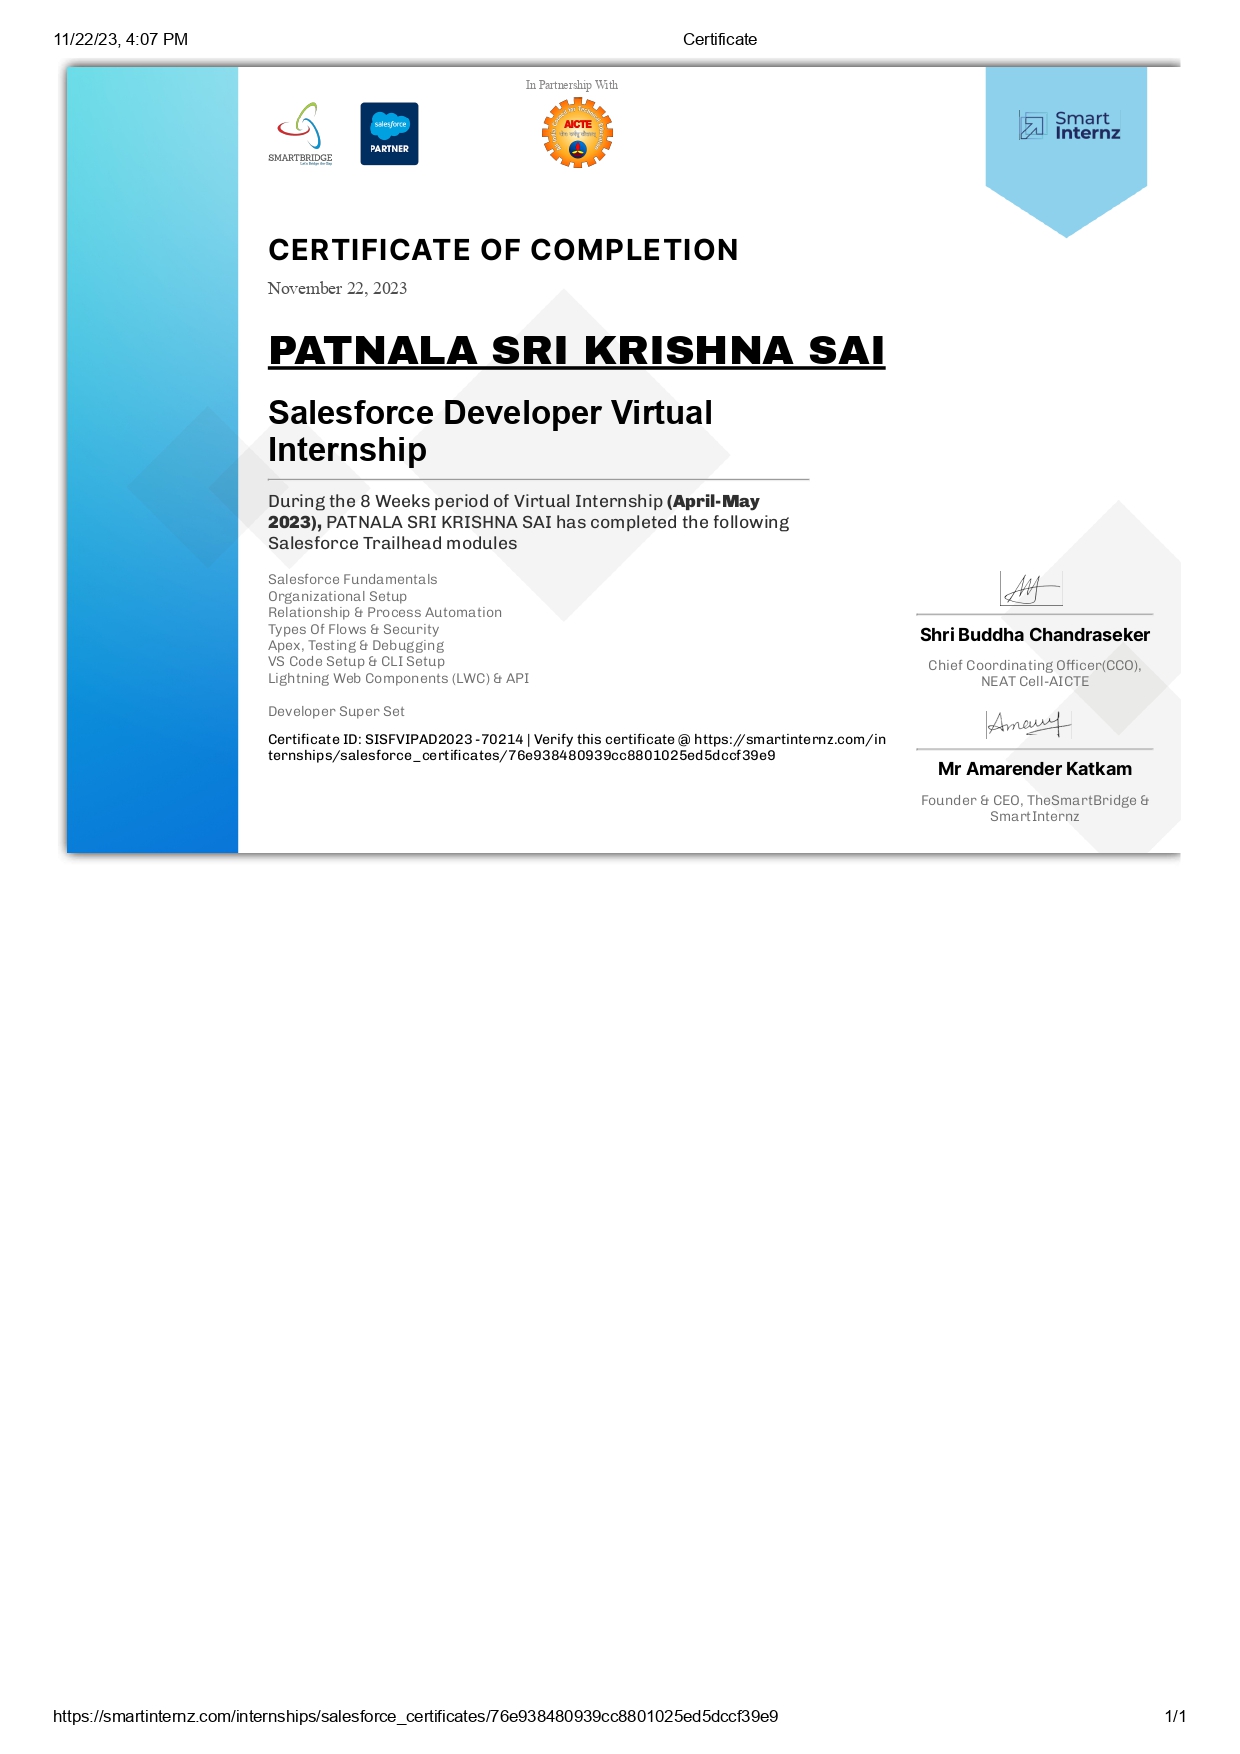 11/22/23, 4:07 PM
Certificate
In Partnership With
SMARTBRIDGE
Let's Bridge the Gap
salesforce
PARTNER
AICTE
Smart
Internz
CERTIFICATE OF COMPLETION
November 22, 2023
PATNALA SRI KRISHNA SAI
Salesforce Developer Virtual
Internship
During the 8 Weeks period of Virtual Internship (April-May
2023), PATNALA SRI KRISHNA SAI has completed the following
Salesforce Trailhead modules
Salesforce Fundamentals
Organizational Setup
Relationship & Process Automation
Types Of Flows & Security
Apex, Testing & Debugging
VS Code Setup & CLI Setup
Lightning Web Components (LWC) & API
Developer Super Set
Certificate ID: SISFVIPAD2023-70214 | Verify this certificate @ https://smartinternz.com/in
ternships/salesforce_certificates/76e938480939cc8801025ed5dccf39e9
Shri Buddha Chandraseker
Chief Coordinating Officer(CCO),
NEAT Cell-AICTE
Mr Amarender Katkam
Founder & CEO, TheSmartBridge &
SmartInternz
https://smartinternz.com/internships/salesforce_certificates/76e938480939cc8801025ed5dccf39e9
1/1